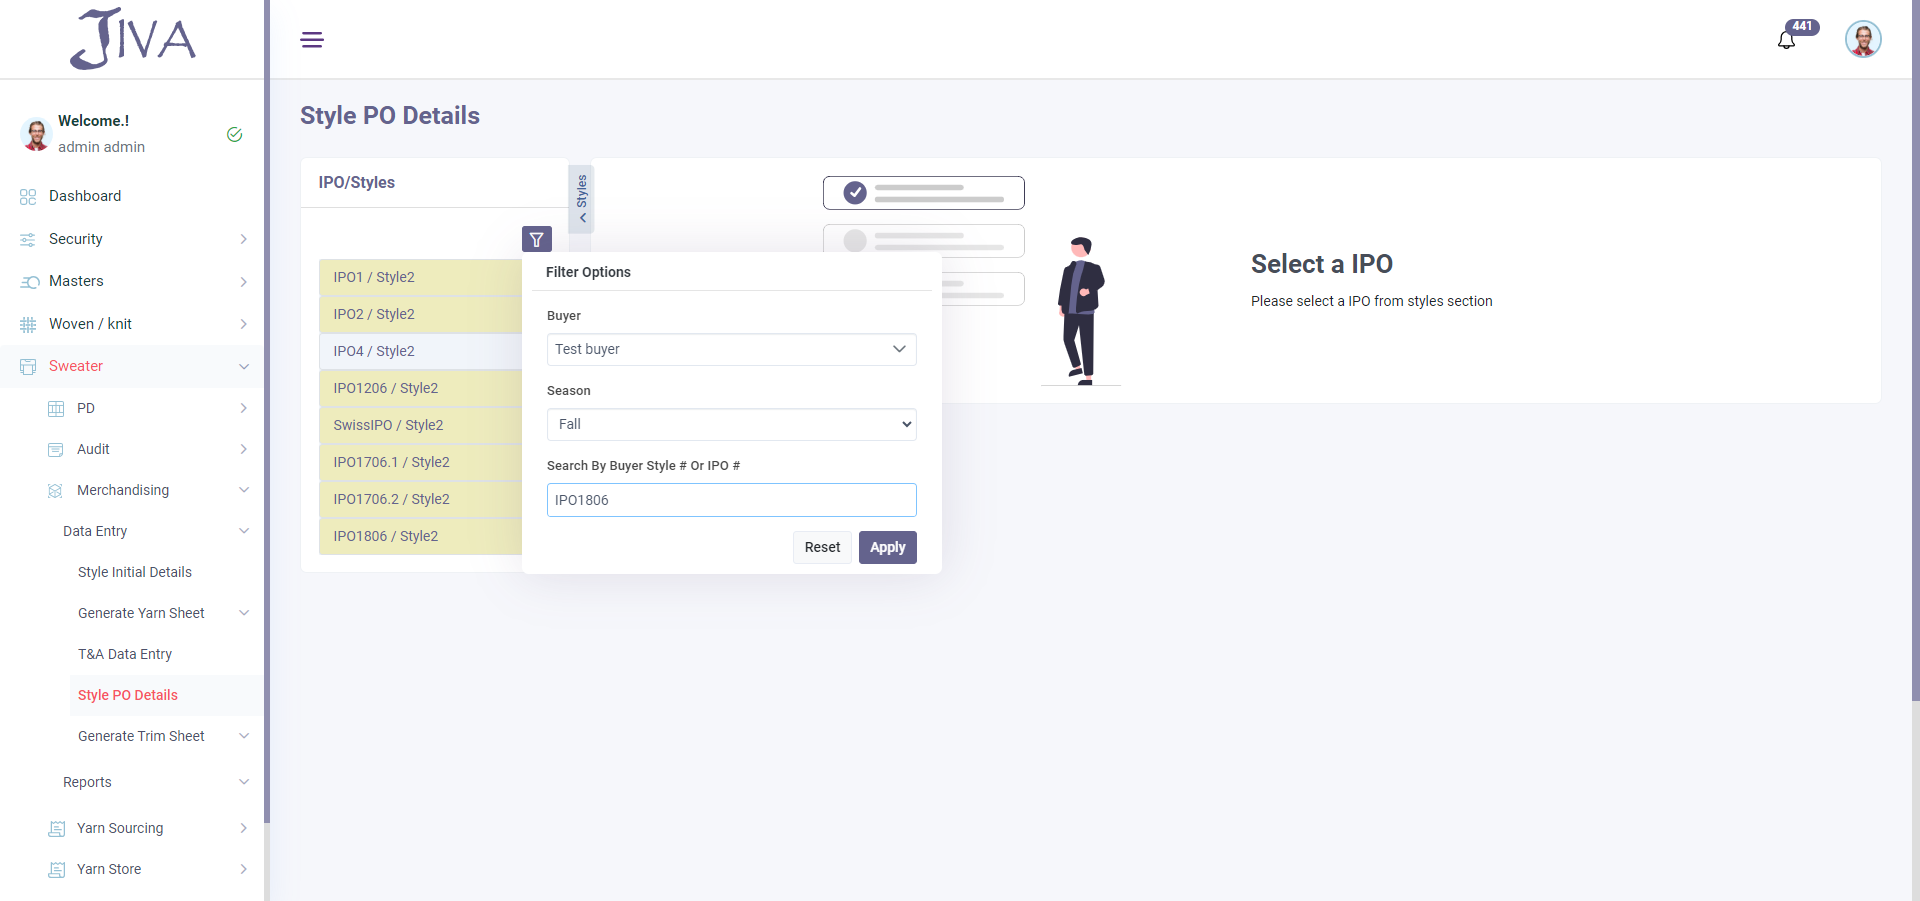 JIVA
441
Welcome.!
admin admin
Dashboard
Security
Masters
Woven / knit
Sweater
PD
Audit
Merchandising
Data Entry
Style Initial Details
Generate Yarn Sheet
T&A Data Entry
Style PO Details
Generate Trim Sheet
Reports
Yarn Sourcing
Yarn Store
Style PO Details
IPO/Styles
Styles
IPO1 / Style2
IPO2 / Style2
IPO4 / Style2
IPO1206 / Style2
SwissIPO / Style2
IPO1706.1 / Style2
IPO1706.2 / Style2
IPO1806 / Style2
Filter Options
Buyer
Test buyer
Season
Fall
Search By Buyer Style # Or IPO #
IPO1806
Reset
Apply
Select a IPO
Please select a IPO from styles section